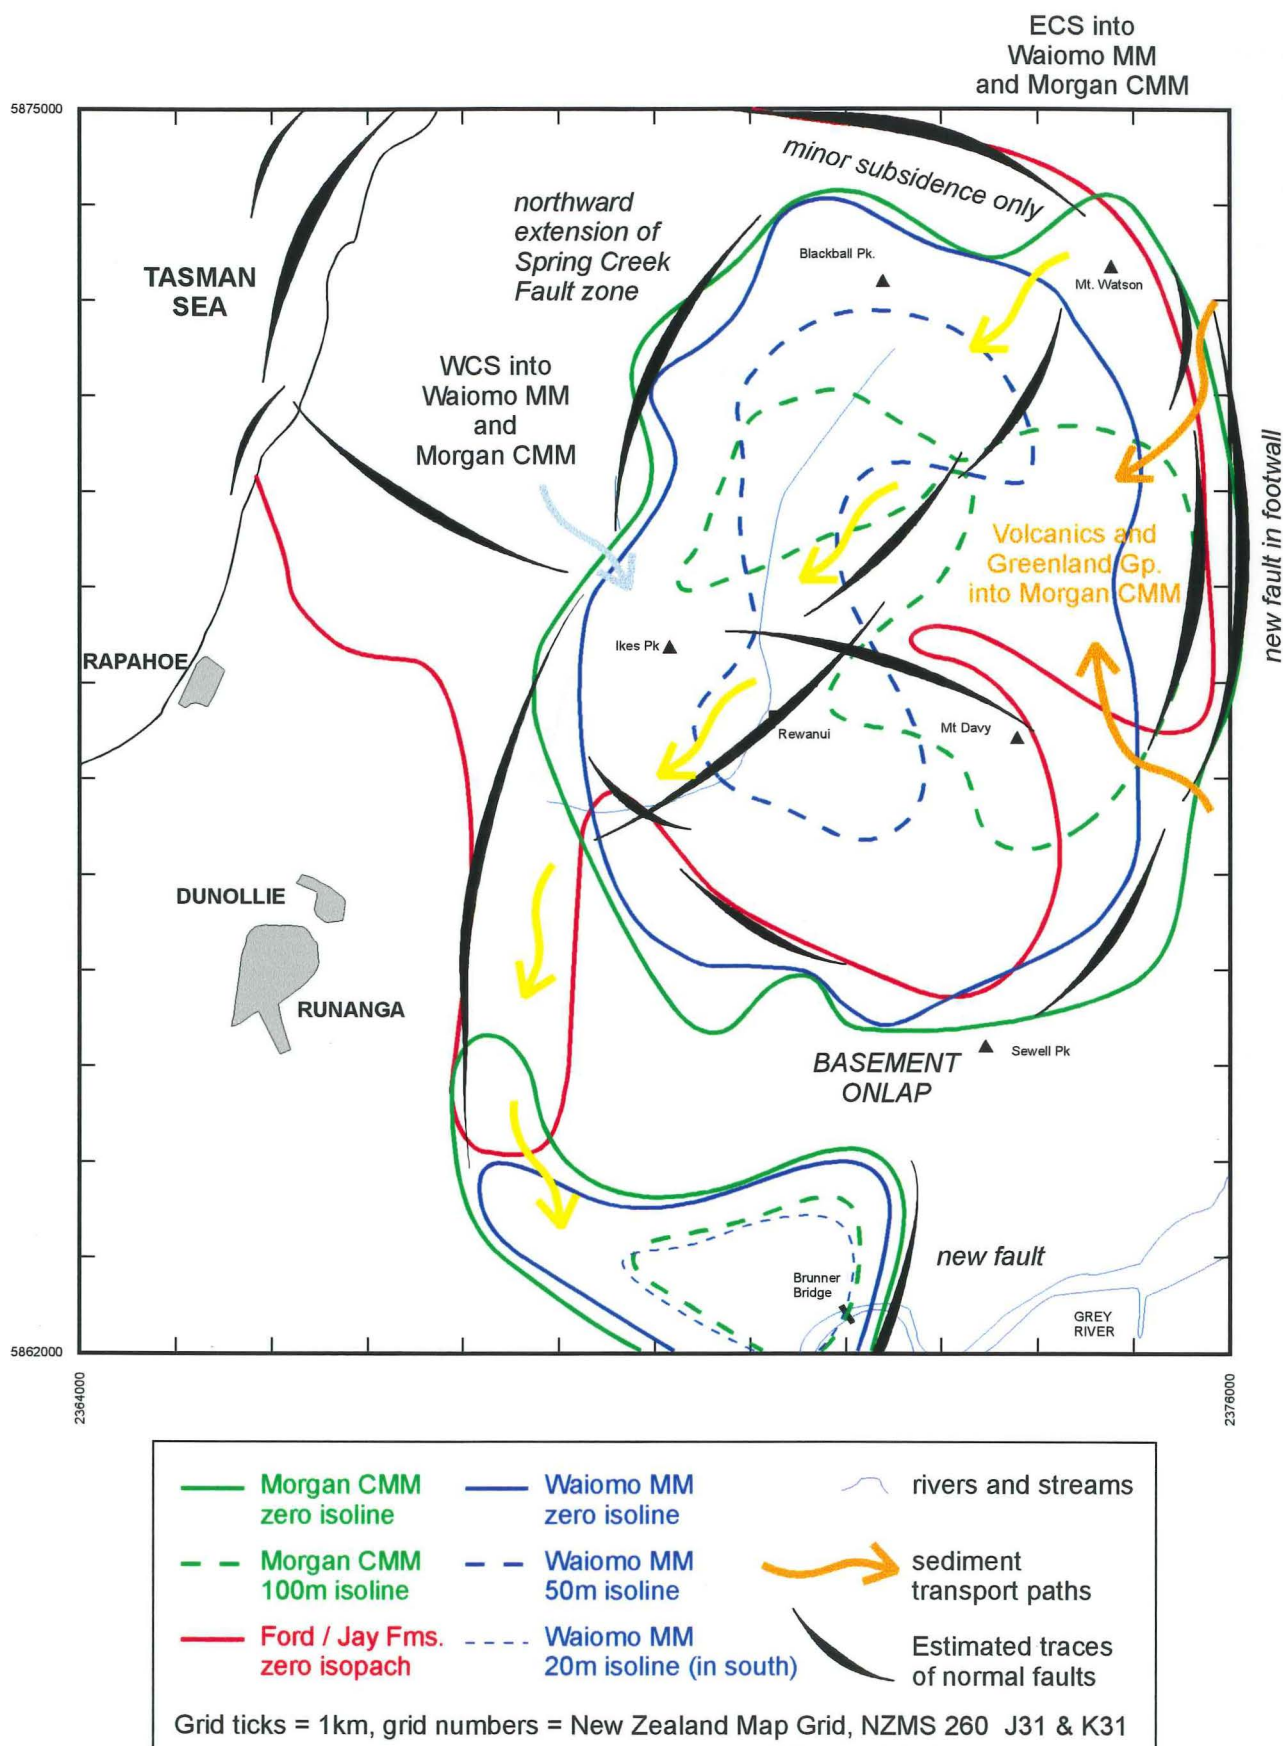 ECS into
Waiomo MM
and Morgan CMM
5875000
minor subsidence only
northward
extension of
Spring Creek
Fault zone
TASMAN
SEA
Blackball Pk.
Mt. Watson
WCS into
Waiomo MM
and
Morgan CMM
new fault in footwall
Volcanics and
Greenland Gp.
into Morgan CMM
RAPAHOE
Ikes Pk
Rewanui
Mt Davy
DUNOLLIE
RUNANGA
BASEMENT
ONLAP
Sewell Pk
new fault
Brunner
Bridge
GREY
RIVER
5862000
2364000
2376000
Morgan CMM
zero isoline
Waiomo MM
zero isoline
rivers and streams
Morgan CMM
100m isoline
Waiomo MM
50m isoline
sediment
transport paths
Ford / Jay Fms.
zero isopach
Waiomo MM
20m isoline (in south)
Estimated traces
of normal faults
Grid ticks = 1km, grid numbers = New Zealand Map Grid, NZMS 260 J31 & K31